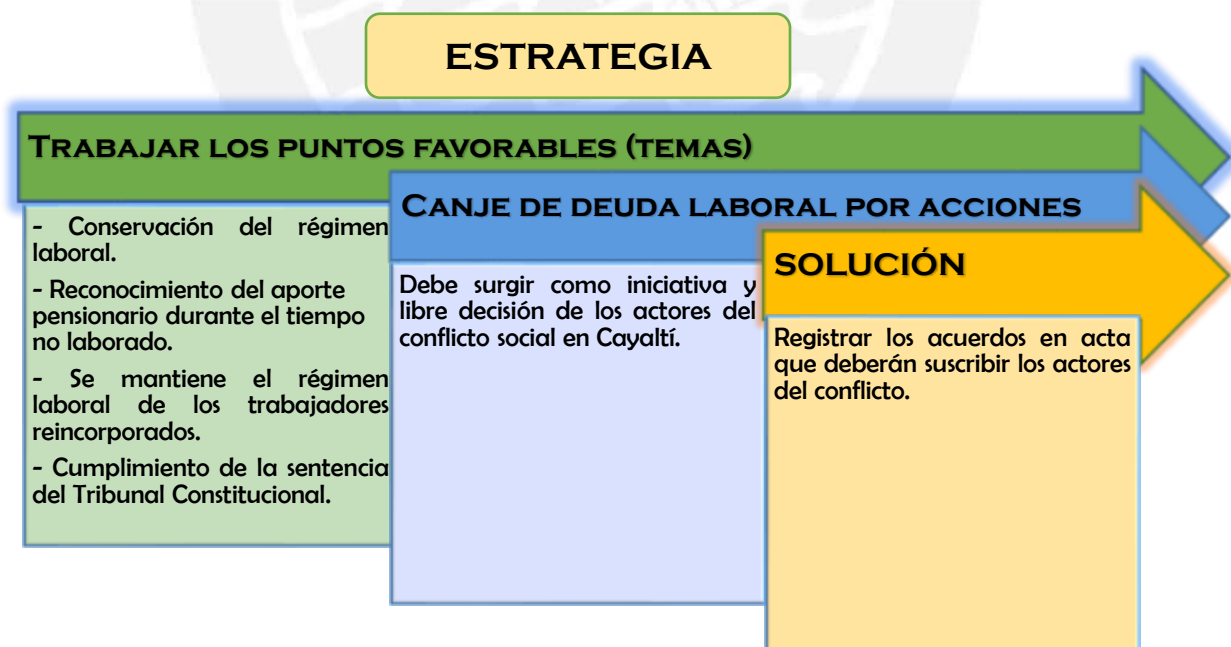 ESTRATEGIA
TRABAJAR LOS PUNTOS FAVORABLES (TEMAS)
- Conservación del régimen
laboral.
- Reconocimiento del aporte
pensionario durante el tiempo
no laborado.
- Se mantiene el régimen
laboral de los trabajadores
reincorporados.
- Cumplimiento de la sentencia
del Tribunal Constitucional.
CANJE DE DEUDA LABORAL POR ACCIONES
Debe surgir como iniciativa y
libre decisión de los actores del
conflicto social en Cayaltí.
SOLUCIÓN
Registrar los acuerdos en acta
que deberán suscribir los actores
del conflicto.